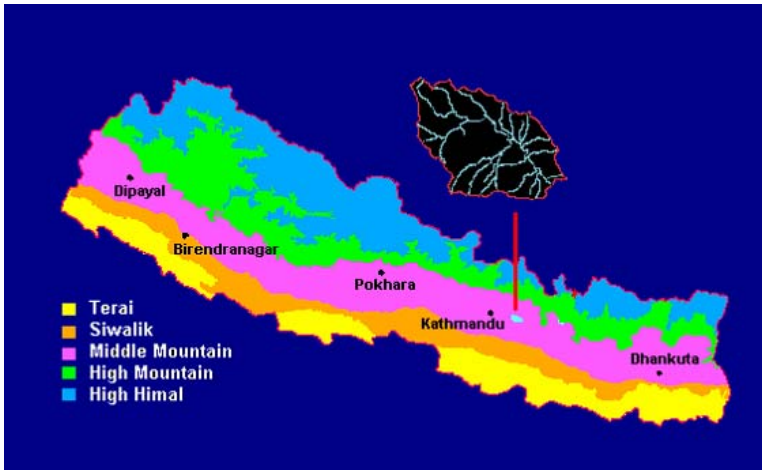 Dipayal
Birendranagar
Pokhara
Kathmandu
Dhankuta
Terai
Siwalik
Middle Mountain
High Mountain
High Himal